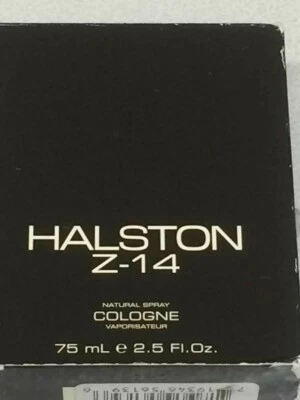 HALSTON
Z-14
NATURAL SPRAY
COLOGNE
VAPORISATEUR
75 mL e 2.5 Fl.Oz.